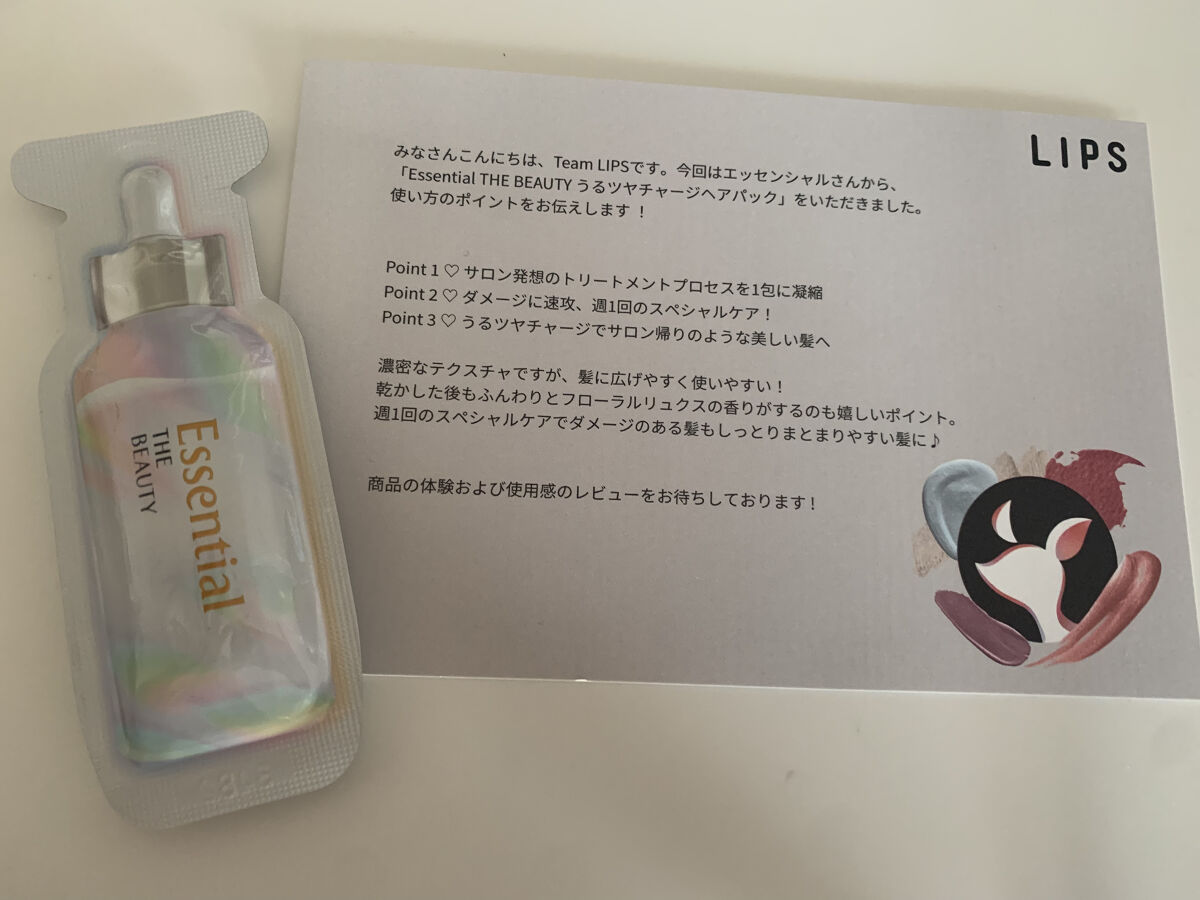 LIPS
みなさんこんにちは、Team LIPSです。今回はエッセンシャルさんから、
「Essential THE BEAUTY うるツヤチャージヘアパック」をいただきました。
使い方のポイントをお伝えします！
Point 1 ♡ サロン発想のトリートメントプロセスを1包に凝縮
Point 2 ♡ ダメージに速攻、週1回のスペシャルケア！
Point 3 ♡ うるツヤチャージでサロン帰りのような美しい髪へ
濃密なテクスチャですが、髪に広げやすく使いやすい！
乾かした後もふんわりとフローラルリュクスの香りがするのも嬉しいポイント。
週1回のスペシャルケアでダメージのある髪もしっとりまとまりやすい髪に♪
商品の体験および使用感のレビューをお待ちしております！
Essential
THE
BEAUTY